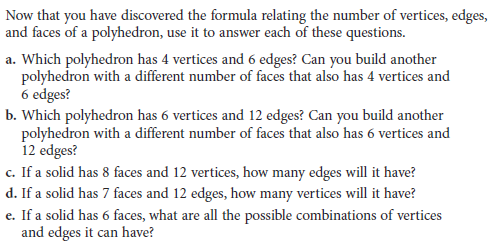 Now that you have discovered the formula relating the number of vertices, edges,
and faces of a polyhedron, use it to answer each of these questions.
a. Which polyhedron has 4 vertices and 6 edges? Can you build another
polyhedron with a different number of faces that also has 4 vertices and
6 edges?
b. Which polyhedron has 6 vertices and 12 edges? Can you build another
polyhedron with a different number of faces that also has 6 vertices and
12 edges?
c. If a solid has 8 faces and 12 vertices, how many edges will it have?
d. If a solid has 7 faces and 12 edges, how many vertices will it have?
e. If a solid has 6 faces, what are all the possible combinations of vertices
and edges it can have?